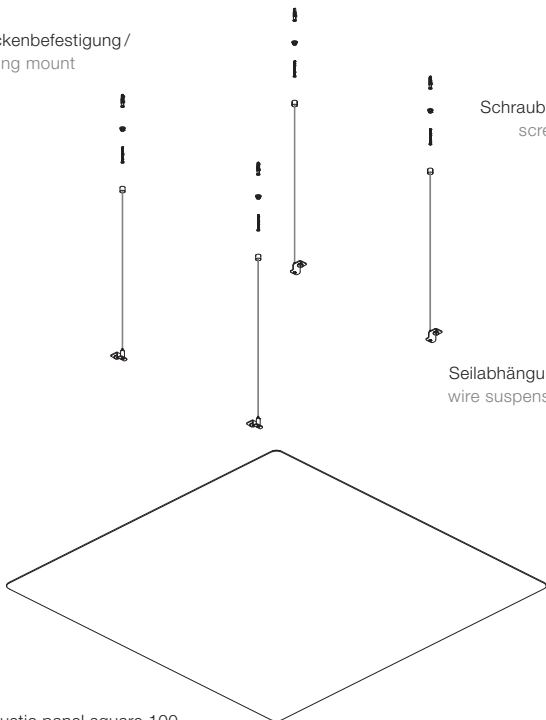 ckenbefestigung /
ng mount
Schraub
scre
Seilabhängu
wire suspens
ustic panel square 100